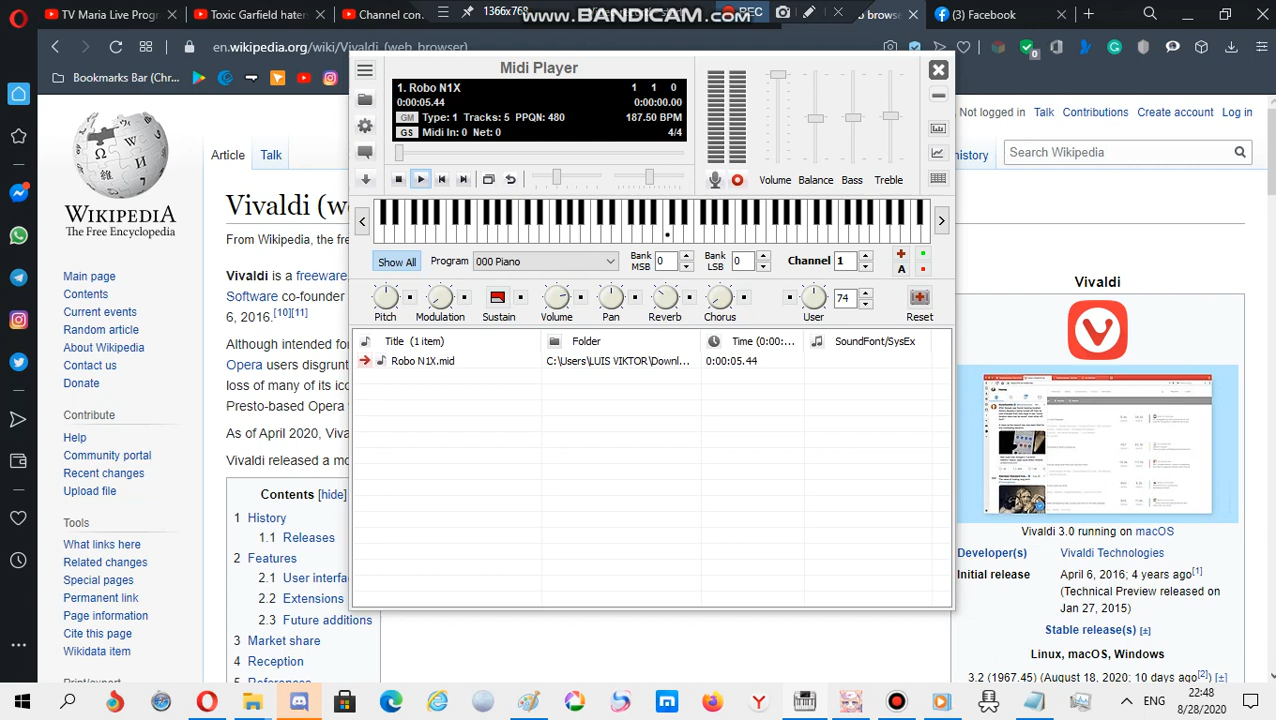 TV Maria Live Prog
Toxic Garfield hater
Channel con
1366x768
www.BANDICAM.com
REC
b browser
(3) Facebook
en.wikipedia.org/wiki/Vivaldi_(web_browser)
Bookmarks Bar (Chr
Midi Player
1. Robo N1X
1 1 0
0:00:05.44
0:00:00.00
GM Type: 1 Tracks: 5 PPQN: 480
187.50 BPM
GS Midi In: 0 Net: 0
4/4
Volume Balance Bass Treble
Show All
Program 000 Piano
Bank MSB 0
Bank LSB 0
Channel 1
A
Pitch Modulation Sustain Volume Pan Reverb Chorus User 74 Reset
Title (1 item) Folder Time (0:00:... SoundFont/SysEx
Robo N1X.mid C:\Users\LUIS VIKTOR\Downl... 0:00:05.44
Not logged in Talk Contributions Create account Log in
Article Talk
history
Search Wikipedia
WIKIPEDIA
The Free Encyclopedia
Main page
Contents
Current events
Random article
About Wikipedia
Contact us
Donate
Contribute
Help
Community portal
Recent changes
Upload file
Tools
What links here
Related changes
Special pages
Permanent link
Page information
Cite this page
Wikidata item
Print/export
Vivaldi (w
From Wikipedia, the fre
Vivaldi is a freeware
Software co-founder
6, 2016.[10][11]
Although intended for
Opera users disgrunt
loss of many of its ico
Presto-based Opera
As of April 2020, Viva
Vivaldi released a mo
Contents [hide]
1 History
1.1 Releases
2 Features
2.1 User interfa
2.2 Extensions
2.3 Future additions
3 Market share
4 Reception
5 References
Vivaldi
Vivaldi 3.0 running on macOS
Developer(s) Vivaldi Technologies
Initial release April 6, 2016; 4 years ago[1]
(Technical Preview released on
Jan 27, 2015)
Stable release(s) [±]
Linux, macOS, Windows
3.2 (1967.45) (August 18, 2020; 10 days ago)[2] [±]
ENG
22:48
8/28/2020